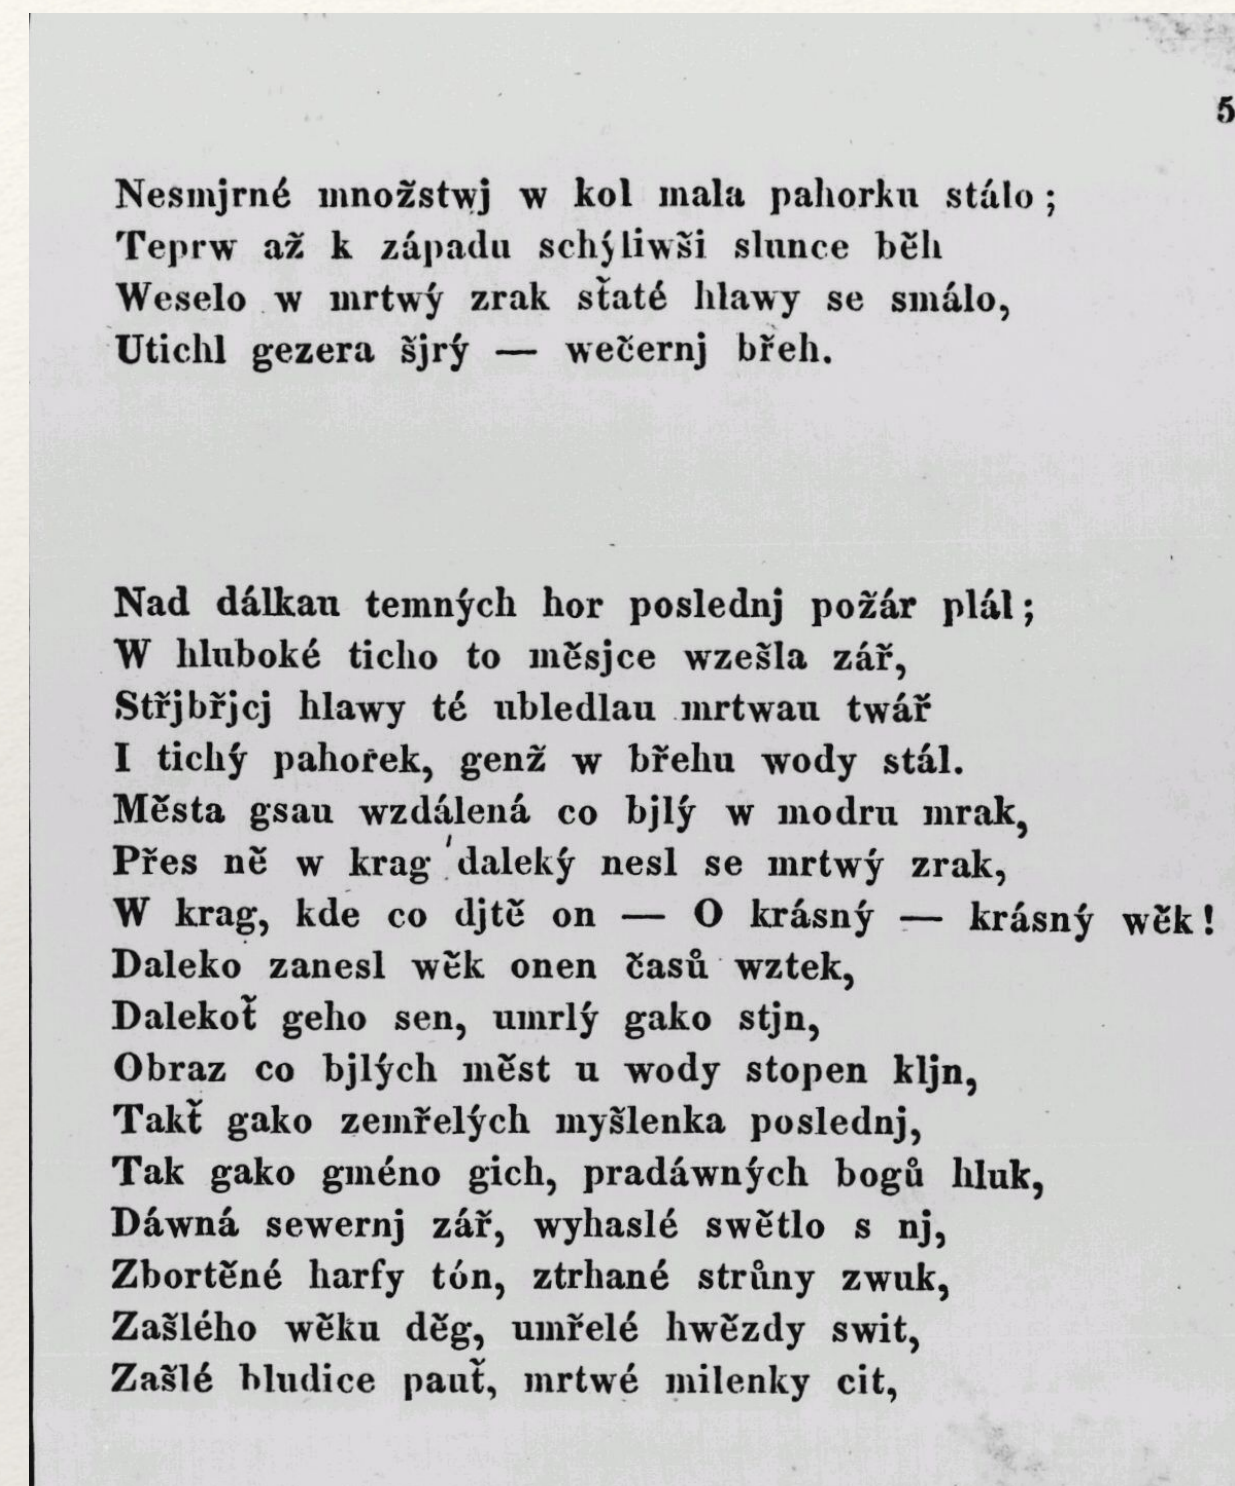 5
Nesmjrné množstwj w kol mala pahorku stálo;
Teprw až k západu schýliwši slunce běh
Weselo w mrtwý zrak sťaté hlawy se smálo,
Utichl gezera šjrý — wečernj břeh.
Nad dálkau temných hor poslednj požár plál;
W hluboké ticho to měsjce wzešla zář,
Střjbřjcj hlawy té ubledlau mrtwau twář
I tichý pahorek, genž w břehu wody stál.
Města gsau wzdálená co bjlý w modru mrak,
Přes ně w krag daleký nesl se mrtwý zrak,
W krag, kde co djtě on — O krásný — krásný wěk!
Daleko zanesl wěk onen časů wztek,
Dalekoť geho sen, umrlý gako stjn,
Obraz co bjlých měst u wody stopen kljn,
Takť gako zemřelých myšlenka poslednj,
Tak gako gméno gich, pradáwných bogů hluk,
Dáwná sewernj zář, wyhaslé swětlo s nj,
Zbortěné harfy tón, ztrhané strůny zwuk,
Zašlého wěku děg, umřelé hwězdy swit,
Zašlé bludice pauť, mrtwé milenky cit,